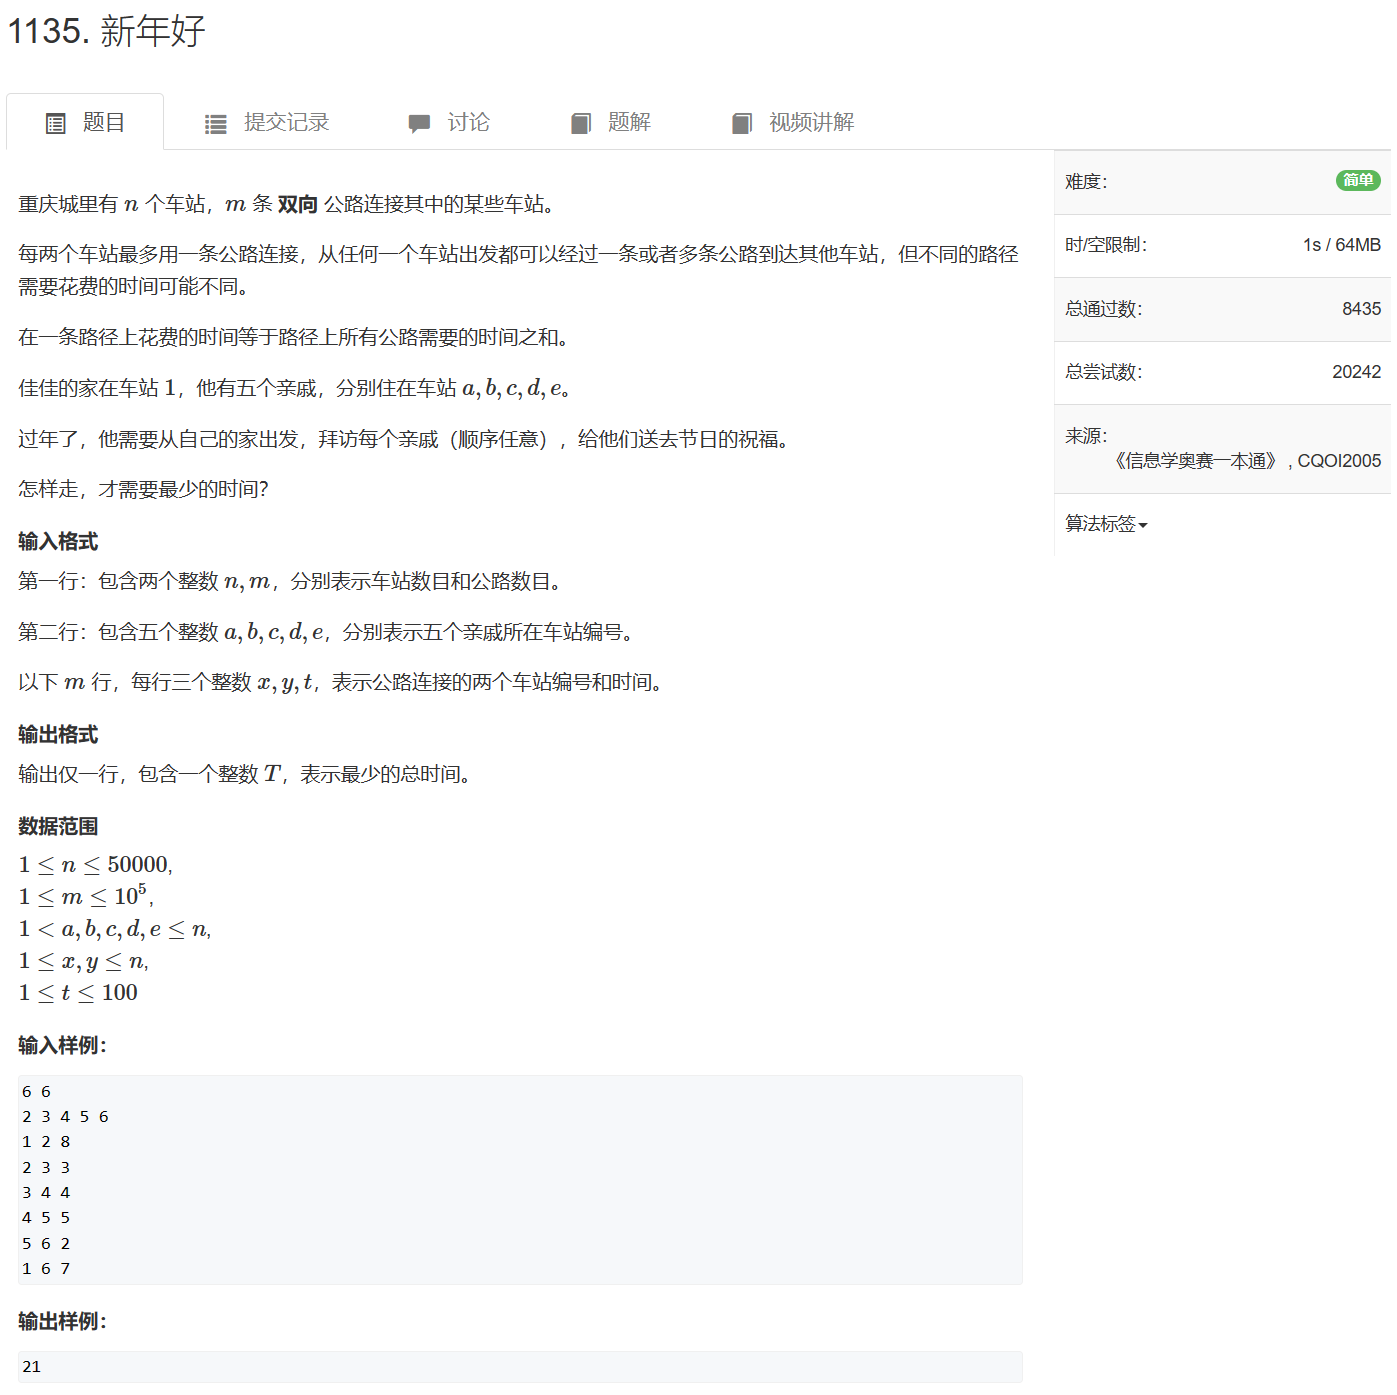 1135. 新年好
题目 提交记录 讨论 题解 视频讲解
重庆城里有 n 个车站，m 条 双向 公路连接其中的某些车站。
每两个车站最多用一条公路连接，从任何一个车站出发都可以经过一条或者多条公路到达其他车站，但不同的路径
需要花费的时间可能不同。
在一条路径上花费的时间等于路径上所有公路需要的时间之和。
佳佳的家在车站 1，他有五个亲戚，分别住在车站 a, b, c, d, e。
过年了，他需要从自己的家出发，拜访每个亲戚（顺序任意），给他们送去节日的祝福。
怎样走，才需要最少的时间？
输入格式
第一行：包含两个整数 n, m，分别表示车站数目和公路数目。
第二行：包含五个整数 a, b, c, d, e，分别表示五个亲戚所在车站编号。
以下 m 行，每行三个整数 x, y, t，表示公路连接的两个车站编号和时间。
输出格式
输出仅一行，包含一个整数 T，表示最少的总时间。
数据范围
1 ≤ n ≤ 50000,
1 ≤ m ≤ 10⁵,
1 < a, b, c, d, e ≤ n,
1 ≤ x, y ≤ n,
1 ≤ t ≤ 100
输入样例：
6 6
2 3 4 5 6
1 2 8
2 3 3
3 4 4
4 5 5
5 6 2
1 6 7
输出样例：
21
难度： 简单
时/空限制： 1s / 64MB
总通过数： 8435
总尝试数： 20242
来源：
《信息学奥赛一本通》 , CQOI2005
算法标签